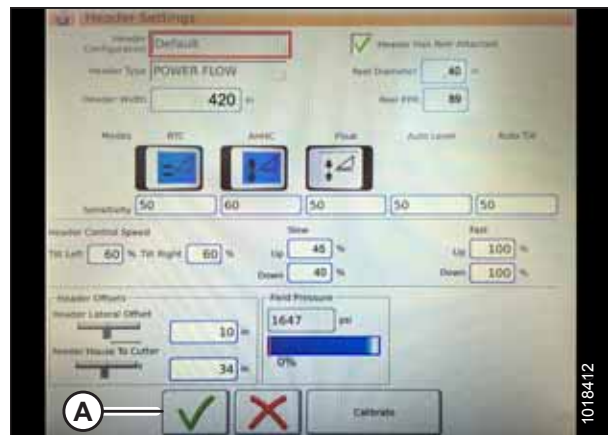 Header Settings
Header Configuration Default
Header Has Reel Attached
Header Type POWER FLOW
Reel Diameter 40 in
Header Width 420 in
Reel PPR 89
Modes RTC AHHC Float Auto Level Auto Tilt
Sensitivity 50 60 50 50 50
Header Control Speed
Slow
Fast
Tilt Left 60 % Tilt Right 60 %
Up 48 %
Up 100 %
Down 40 %
Down 100 %
Header Offsets
Header Lateral Offset
10 in
Feeder House To Cutter
34 in
Field Pressure
1647 psi
0%
A
Calibrate
1018412